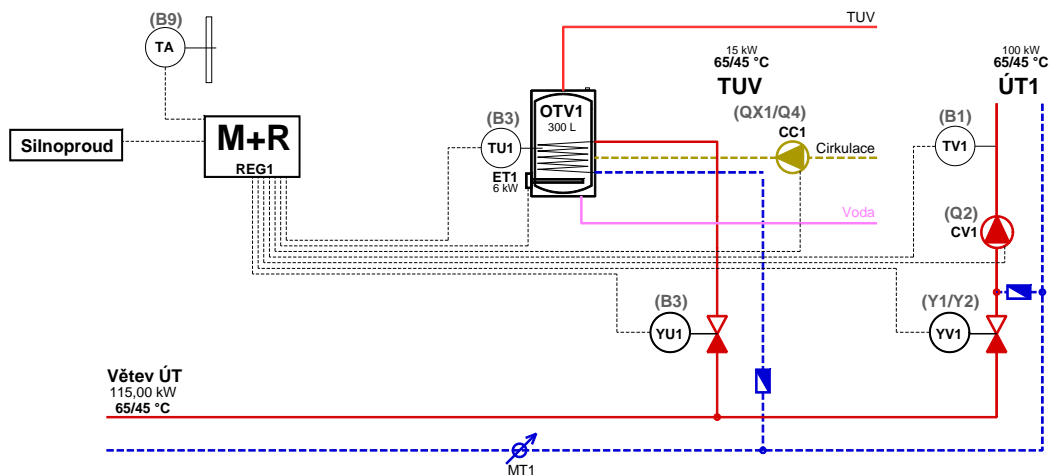 (B9)
TA
Silnoproud
M+R
REG1
TUV
15 kW
65/45 °C
TUV
100 kW
65/45 °C
ÚT1
OTV1
300 L
(B3)
TU1
ET1
6 kW
(QX1/Q4)
CC1
Cirkulace
(B1)
TV1
Voda
(Q2)
CV1
(B3)
YU1
(Y1/Y2)
YV1
Větev ÚT
115,00 kW
65/45 °C
MT1